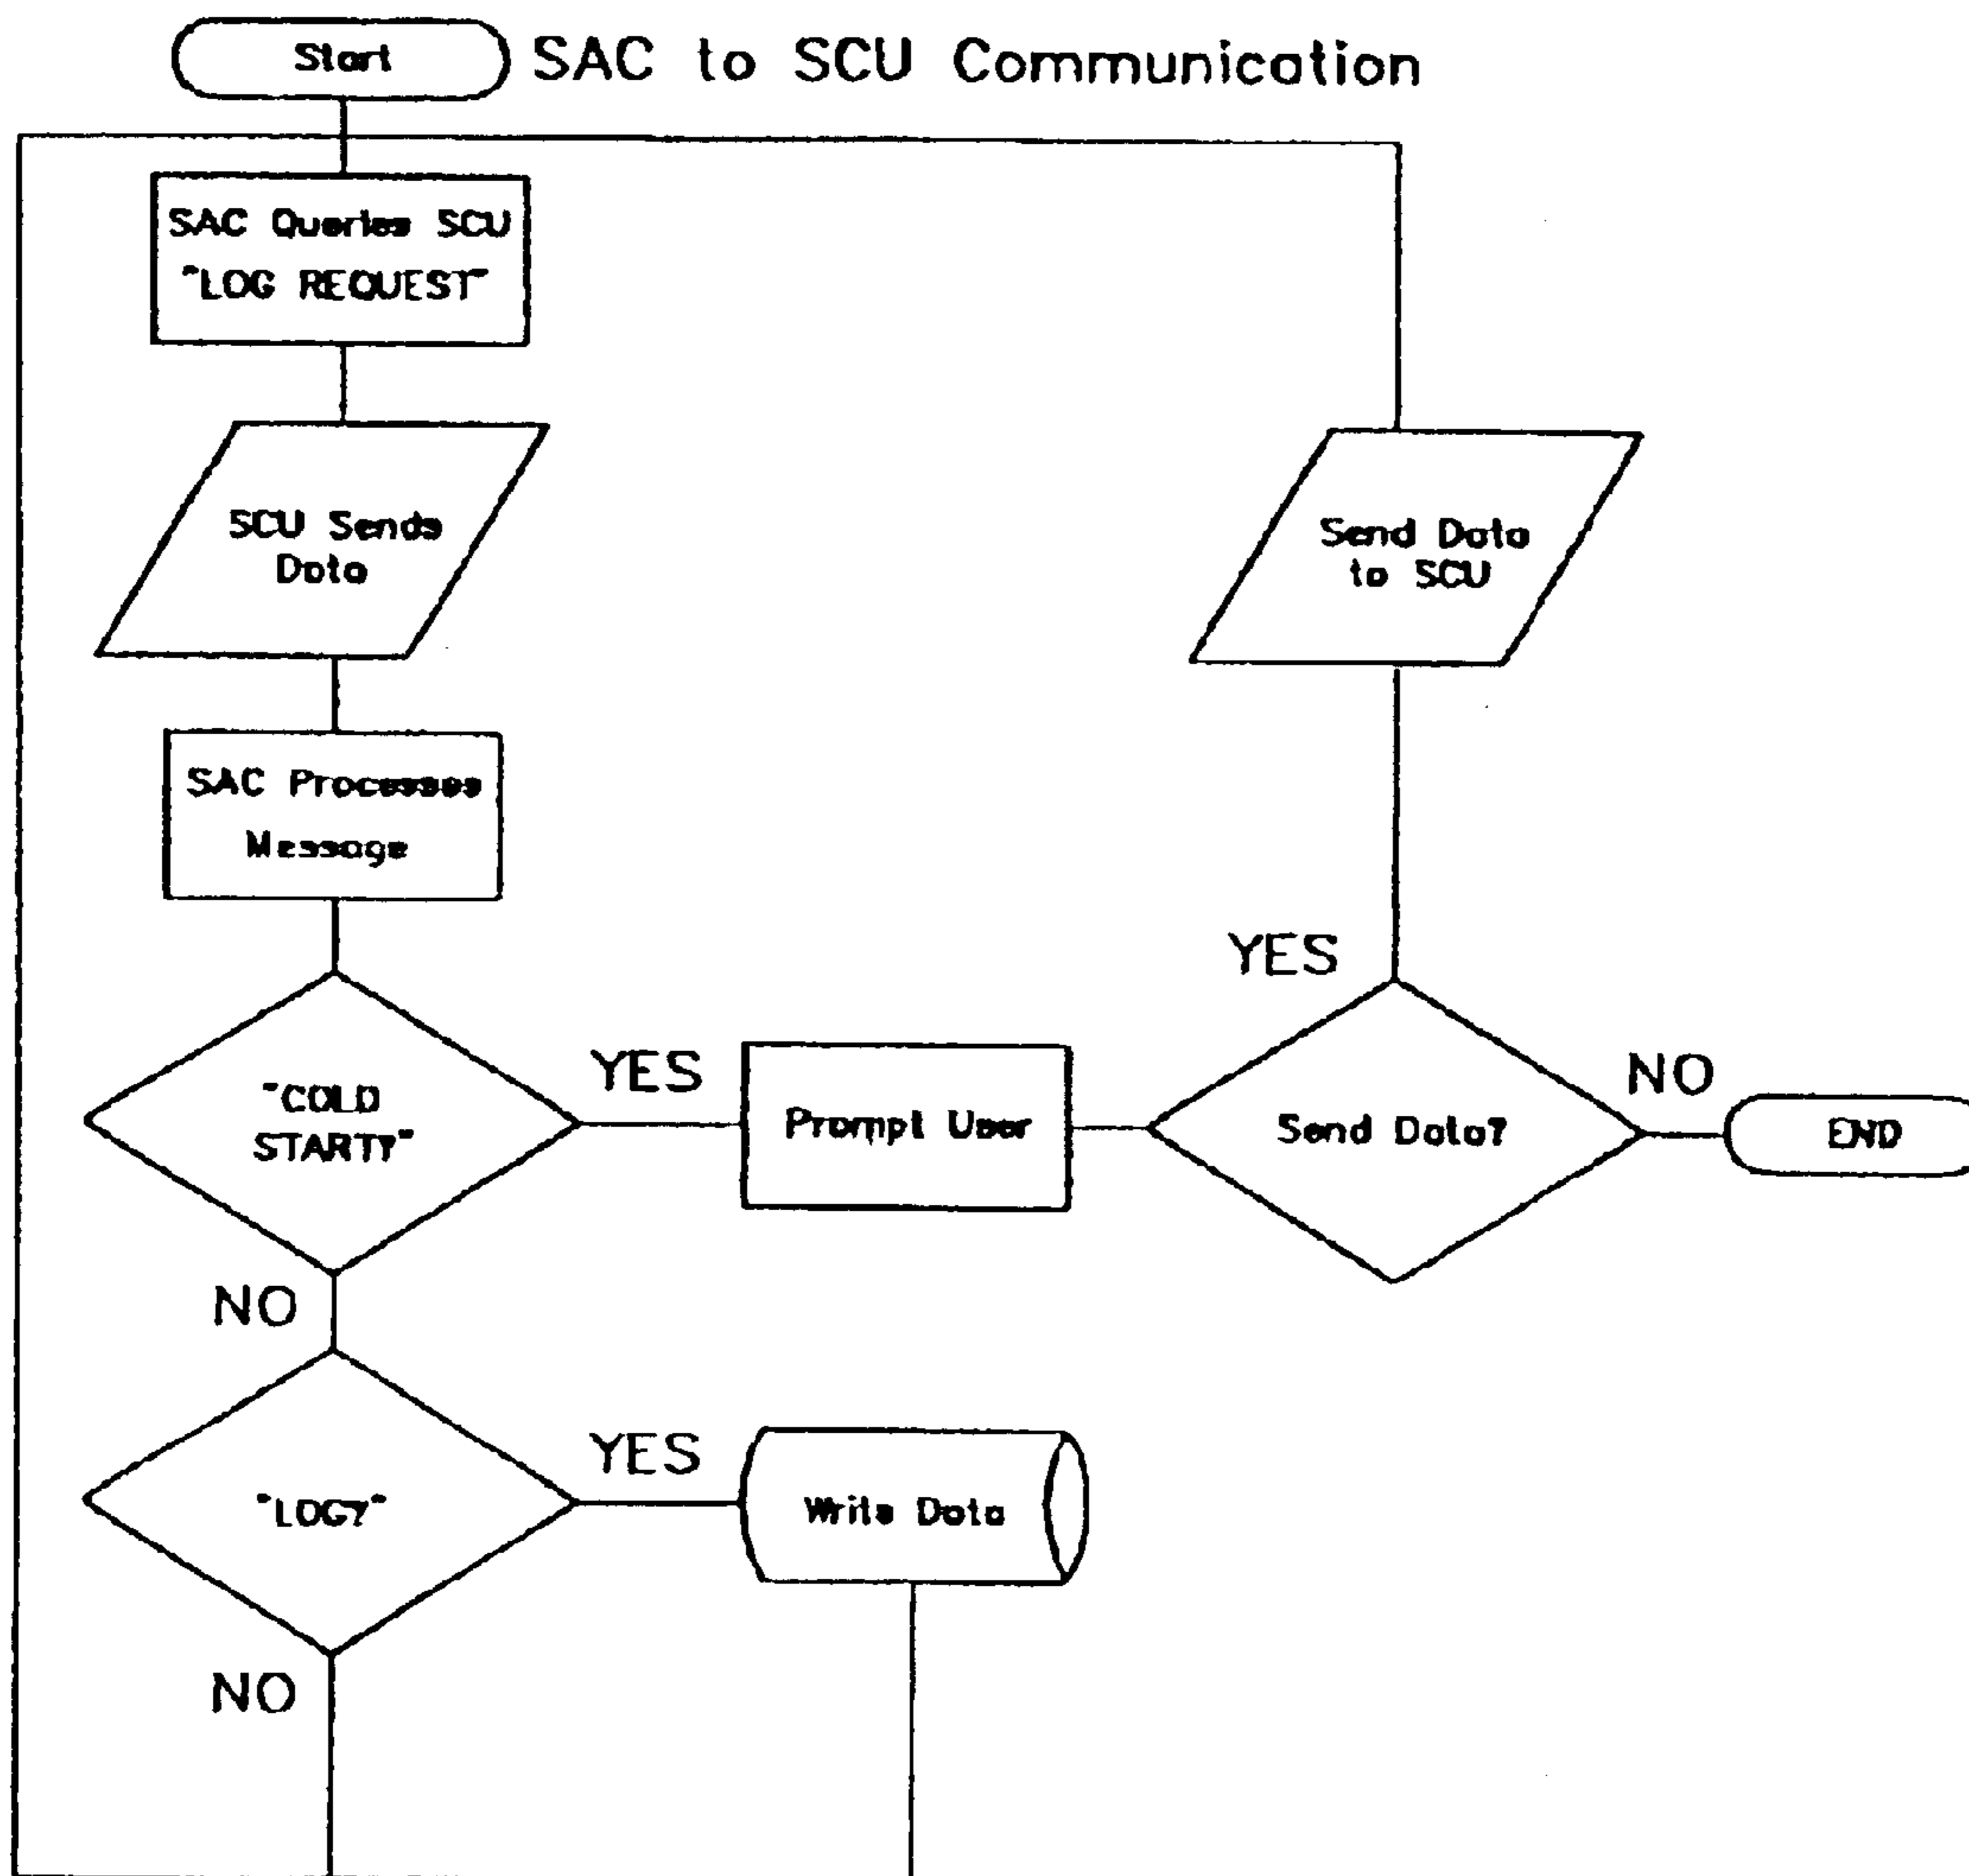 Start
SAC to SCU Communication
SAC Queries SCU
"LOG REQUEST"
SCU Sends
Data
Send Data
to SCU
SAC Processes
Message
YES
"COLD
START?"
YES
Prompt User
Send Data?
NO
END
NO
"LOG?"
YES
Write Data
NO